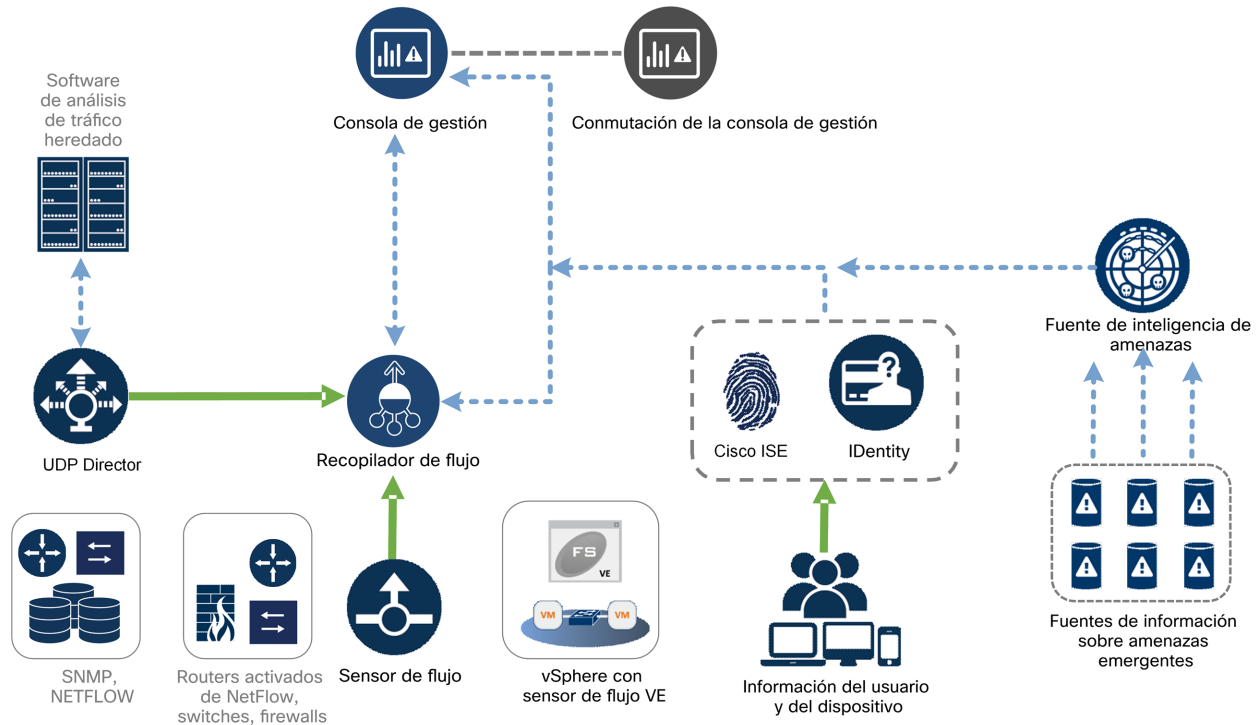 Software
de análisis
de tráfico
heredado
Consola de gestión
Conmutación de la consola de gestión
Fuente de inteligencia de
amenazas
UDP Director
Recopilador de flujo
?
Cisco ISE
IDentity
FS
VE
VM
VM
SNMP,
NETFLOW
Routers activados
de NetFlow,
switches, firewalls
Sensor de flujo
vSphere con
sensor de flujo VE
Información del usuario
y del dispositivo
Fuentes de información
sobre amenazas
emergentes